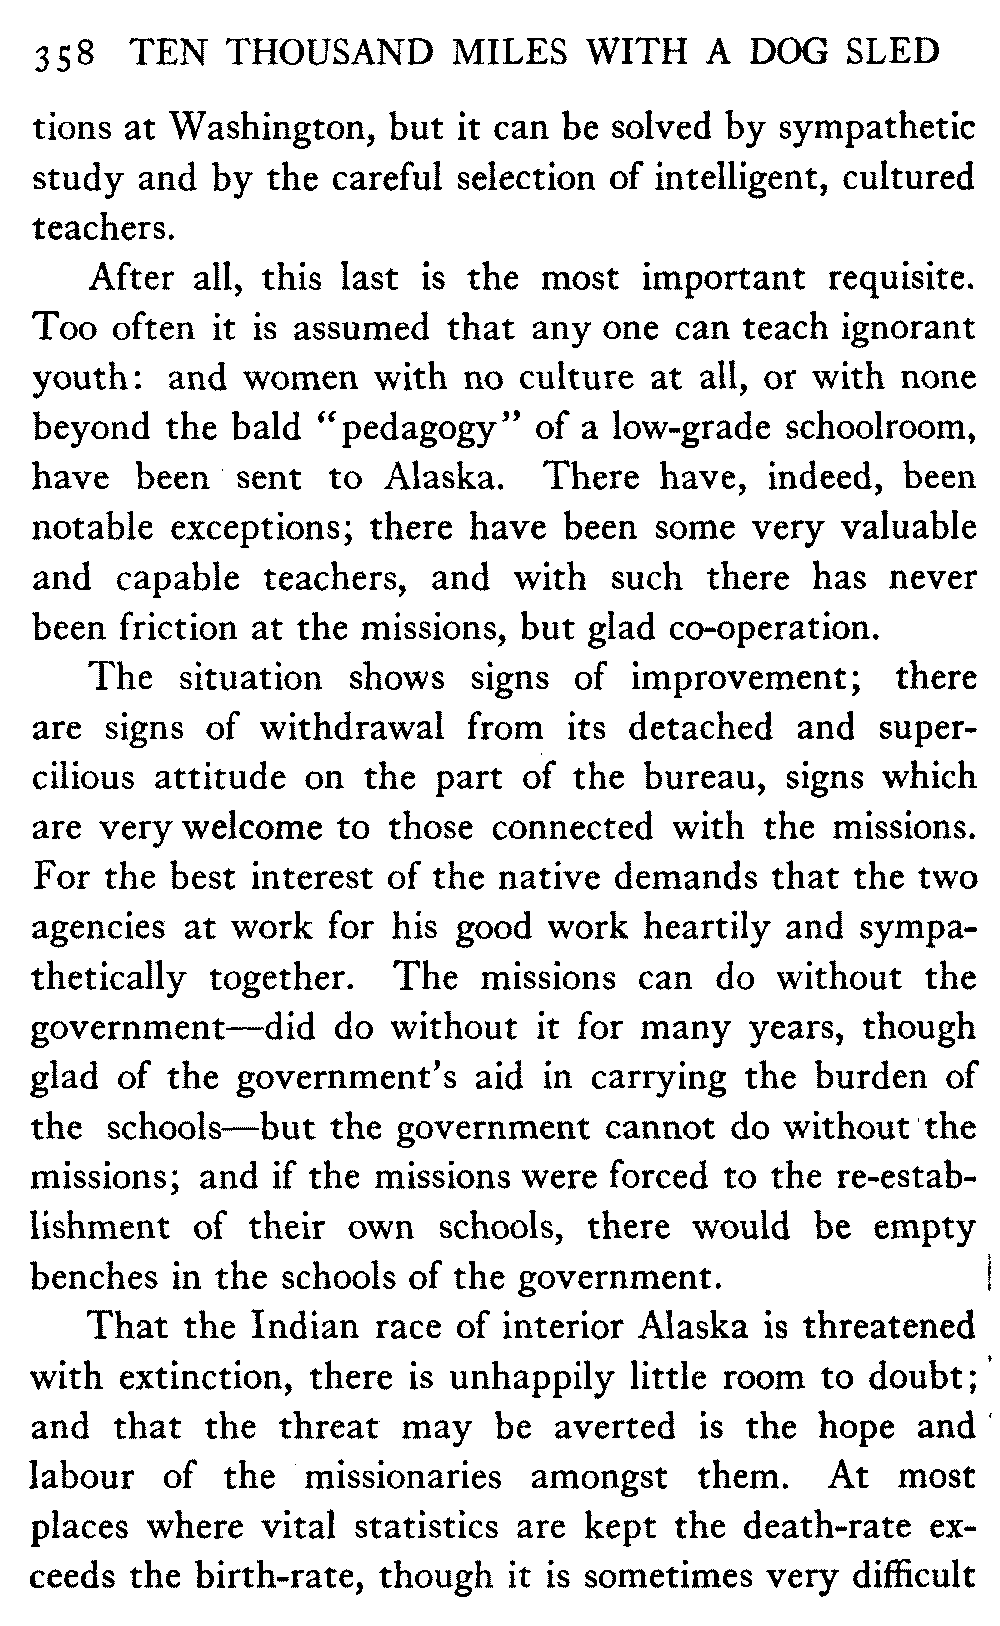 358 TEN THOUSAND MILES WITH A DOG SLED
tions at Washington, but it can be solved by sympathetic
study and by the careful selection of intelligent, cultured
teachers.
After all, this last is the most important requisite.
Too often it is assumed that any one can teach ignorant
youth: and women with no culture at all, or with none
beyond the bald “pedagogy” of a low-grade schoolroom,
have been sent to Alaska. There have, indeed, been
notable exceptions; there have been some very valuable
and capable teachers, and with such there has never
been friction at the missions, but glad co-operation.
The situation shows signs of improvement; there
are signs of withdrawal from its detached and super-
cilious attitude on the part of the bureau, signs which
are very welcome to those connected with the missions.
For the best interest of the native demands that the two
agencies at work for his good work heartily and sympa-
thetically together. The missions can do without the
government—did do without it for many years, though
glad of the government's aid in carrying the burden of
the schools—but the government cannot do without the
missions; and if the missions were forced to the re-estab-
lishment of their own schools, there would be empty
benches in the schools of the government.
That the Indian race of interior Alaska is threatened
with extinction, there is unhappily little room to doubt;
and that the threat may be averted is the hope and
labour of the missionaries amongst them. At most
places where vital statistics are kept the death-rate ex-
ceeds the birth-rate, though it is sometimes very difficult